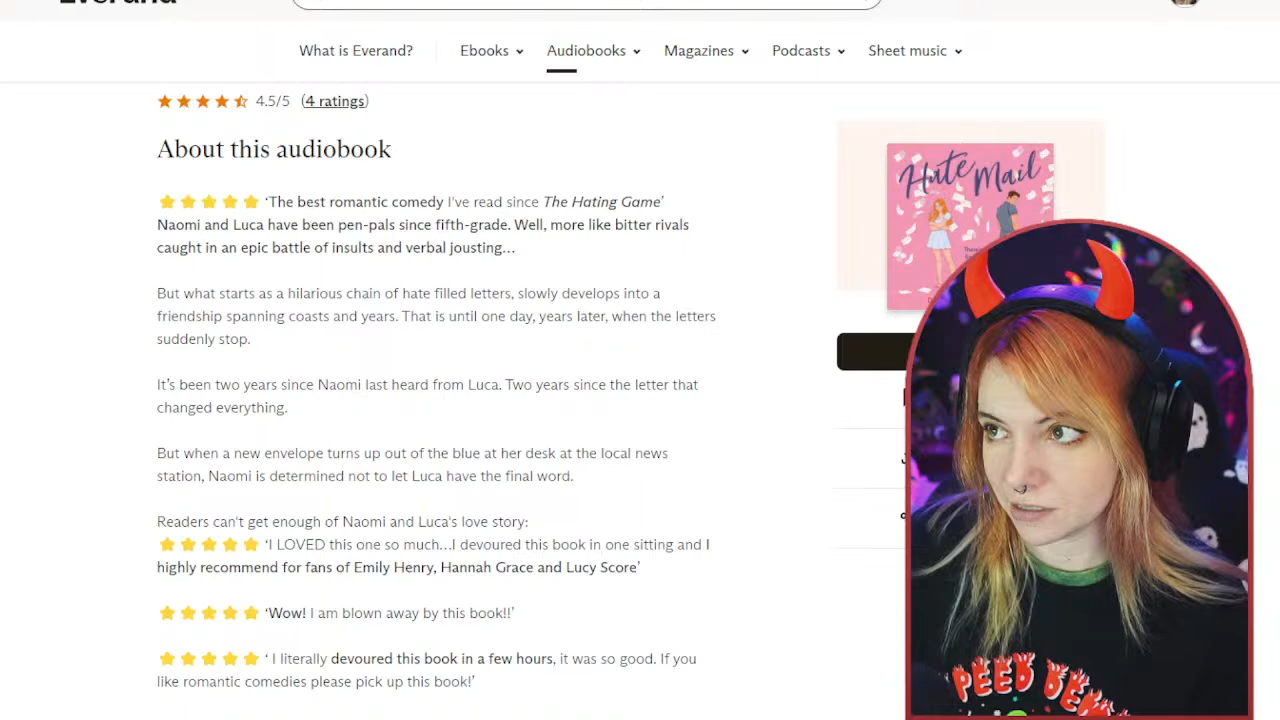 Everand
What is Everand?
Ebooks
Audiobooks
Magazines
Podcasts
Sheet music
4.5/5 (4 ratings)
About this audiobook
‘The best romantic comedy I've read since The Hating Game’
Naomi and Luca have been pen-pals since fifth-grade. Well, more like bitter rivals
caught in an epic battle of insults and verbal jousting…
But what starts as a hilarious chain of hate filled letters, slowly develops into a
friendship spanning coasts and years. That is until one day, years later, when the letters
suddenly stop.
It’s been two years since Naomi last heard from Luca. Two years since the letter that
changed everything.
But when a new envelope turns up out of the blue at her desk at the local news
station, Naomi is determined not to let Luca have the final word.
Readers can't get enough of Naomi and Luca's love story:
‘I LOVED this one so much…I devoured this book in one sitting and I
highly recommend for fans of Emily Henry, Hannah Grace and Lucy Score’
‘Wow! I am blown away by this book!!’
‘ I literally devoured this book in a few hours, it was so good. If you
like romantic comedies please pick up this book!’
Hate Mail
FEED